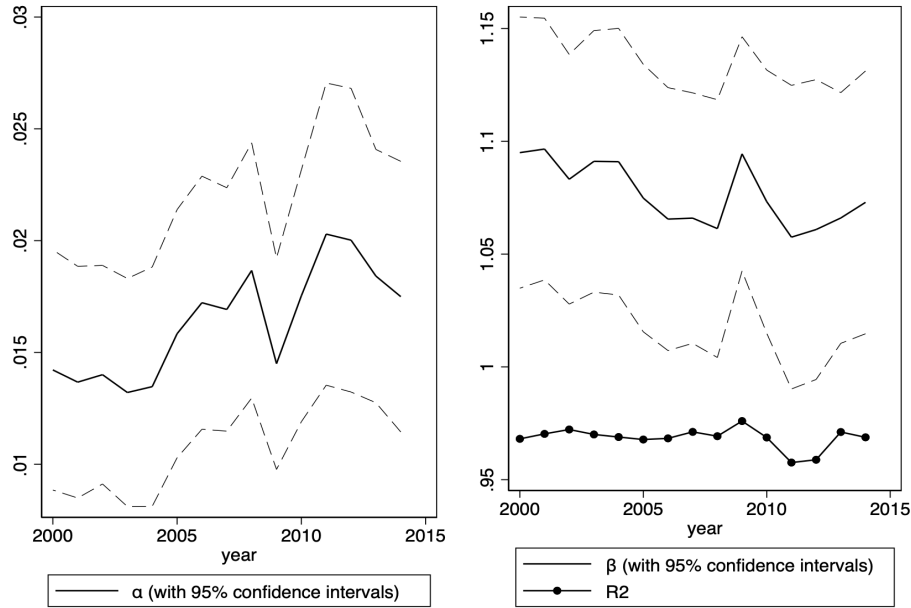 .03
.025
.02
.015
.01
2000 2005 2010 2015
year
α (with 95% confidence intervals)
1.15
1.1
1.05
1
.95
2000 2005 2010 2015
year
β (with 95% confidence intervals)
R2